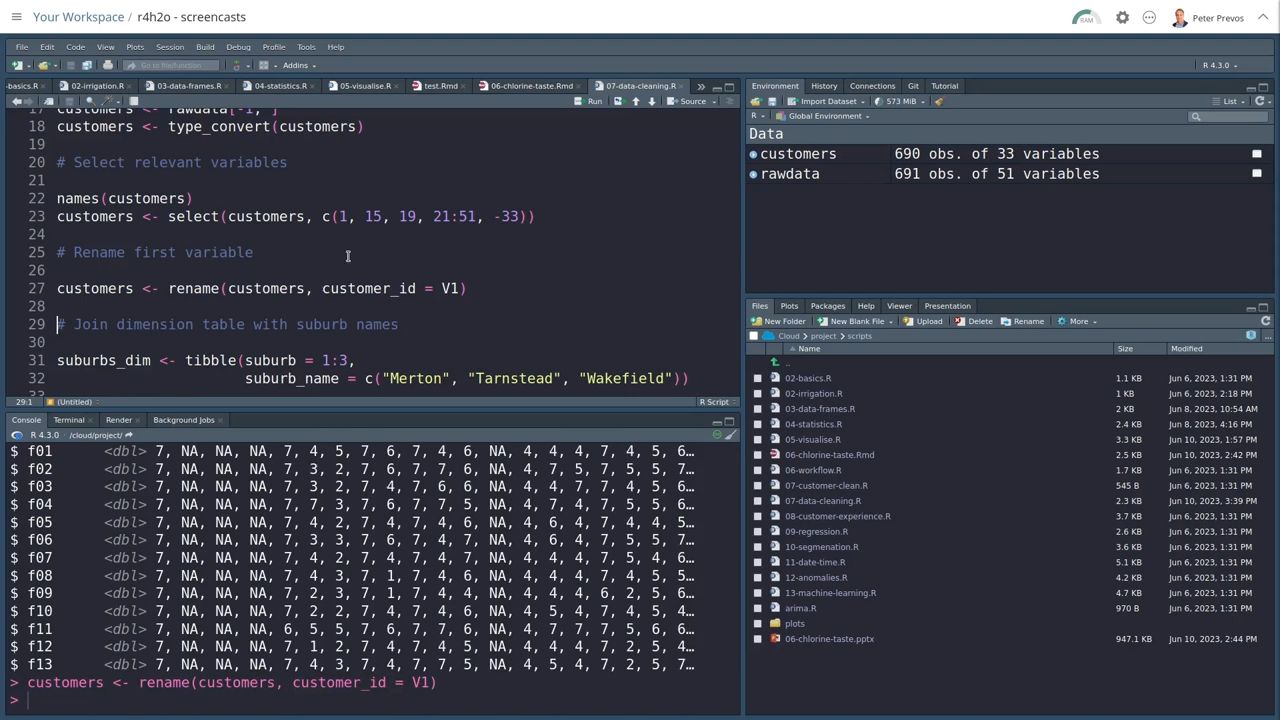 Your Workspace / r4h2o - screencasts
RAM
Peter Prevos
File Edit Code View Plots Session Build Debug Profile Tools Help
Go to file/function
Addins
R 4.3.0
-basics.R
02-irrigation.R
03-data-frames.R
04-statistics.R
05-visualise.R
test.Rmd
06-chlorine-taste.Rmd
07-data-cleaning.R
Run
Source
17 customers <- rawdata[-1, ]
18 customers <- type_convert(customers)
19
20 # Select relevant variables
21
22 names(customers)
23 customers <- select(customers, c(1, 15, 19, 21:51, -33))
24
25 # Rename first variable
26
27 customers <- rename(customers, customer_id = V1)
28
29 # Join dimension table with suburb names
30
31 suburbs_dim <- tibble(suburb = 1:3,
32 suburb_name = c("Merton", "Tarnstead", "Wakefield"))
33
29:1 (Untitled) R Script
Console Terminal Render Background Jobs
R 4.3.0 · /cloud/project/
$ f01 <dbl> 7, NA, NA, NA, 7, 4, 5, 7, 6, 7, 4, 6, NA, 4, 4, 4, 7, 4, 5, 6…
$ f02 <dbl> 7, NA, NA, NA, 7, 3, 2, 7, 6, 7, 4, 6, NA, 4, 7, 5, 7, 5, 5, 6…
$ f03 <dbl> 7, NA, NA, NA, 7, 3, 2, 7, 4, 7, 6, 6, NA, 4, 4, 7, 7, 5, 5, 6…
$ f04 <dbl> 7, NA, NA, NA, 7, 7, 3, 7, 6, 7, 7, 5, NA, 4, 7, 4, 7, 5, 5, 6…
$ f05 <dbl> 7, NA, NA, NA, 7, 4, 2, 7, 4, 7, 4, 6, NA, 4, 6, 4, 7, 4, 4, 5…
$ f06 <dbl> 7, NA, NA, NA, 7, 3, 3, 7, 6, 7, 4, 5, NA, 4, 6, 4, 7, 5, 5, 7…
$ f07 <dbl> 7, NA, NA, NA, 7, 4, 2, 7, 4, 7, 4, 6, NA, 4, 4, 4, 7, 4, 5, 6…
$ f08 <dbl> 7, NA, NA, NA, 7, 4, 3, 7, 1, 7, 4, 6, NA, 4, 4, 4, 7, 4, 5, 5…
$ f09 <dbl> 7, NA, NA, NA, 7, 2, 3, 7, 1, 7, 4, 4, NA, 4, 4, 4, 6, 2, 5, 6…
$ f10 <dbl> 7, NA, NA, NA, 7, 2, 2, 7, 4, 7, 4, 6, NA, 4, 5, 4, 7, 4, 5, 4…
$ f11 <dbl> 7, NA, NA, NA, 6, 5, 5, 7, 6, 7, 7, 6, NA, 4, 7, 7, 7, 5, 6, 6…
$ f12 <dbl> 7, NA, NA, NA, 7, 1, 2, 7, 4, 7, 4, 6, NA, 4, 4, 4, 7, 2, 5, 4…
$ f13 <dbl> 7, NA, NA, NA, 7, 4, 3, 7, 4, 7, 7, 5, NA, 4, 5, 4, 7, 2, 5, 7…
> customers <- rename(customers, customer_id = V1)
>
Environment History Connections Git Tutorial
Import Dataset 573 MiB List
R Global Environment
Data
customers 690 obs. of 33 variables
rawdata 691 obs. of 51 variables
Files Plots Packages Help Viewer Presentation
New Folder New Blank File Upload Delete Rename More
Cloud project scripts
Name Size Modified
..
02-basics.R 1.1 KB Jun 6, 2023, 1:31 PM
02-irrigation.R 1 KB Jun 6, 2023, 2:18 PM
03-data-frames.R 2 KB Jun 8, 2023, 10:54 AM
04-statistics.R 2.4 KB Jun 8, 2023, 4:16 PM
05-visualise.R 3.3 KB Jun 10, 2023, 1:57 PM
06-chlorine-taste.Rmd 2.5 KB Jun 10, 2023, 2:42 PM
06-workflow.R 1.7 KB Jun 6, 2023, 1:31 PM
07-customer-clean.R 545 B Jun 6, 2023, 1:31 PM
07-data-cleaning.R 2.3 KB Jun 10, 2023, 3:39 PM
08-customer-experience.R 3.7 KB Jun 6, 2023, 1:31 PM
09-regression.R 2.6 KB Jun 6, 2023, 1:31 PM
10-segmenation.R 3.6 KB Jun 6, 2023, 1:31 PM
11-date-time.R 5.1 KB Jun 6, 2023, 1:31 PM
12-anomalies.R 4.2 KB Jun 6, 2023, 1:31 PM
13-machine-learning.R 4.7 KB Jun 6, 2023, 1:31 PM
arima.R 970 B Jun 6, 2023, 1:31 PM
plots
06-chlorine-taste.pptx 947.1 KB Jun 10, 2023, 2:44 PM